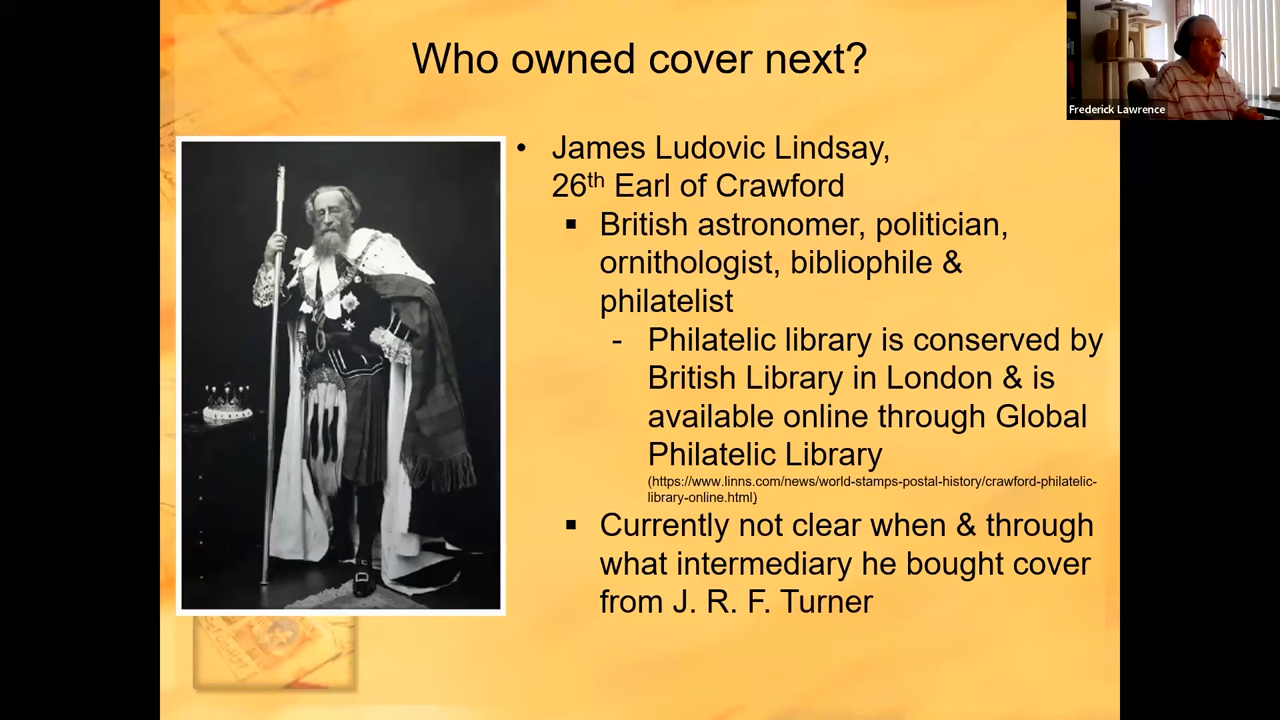 Who owned cover next?
Frederick Lawrence
• James Ludovic Lindsay,
26th Earl of Crawford
▪ British astronomer, politician,
ornithologist, bibliophile &
philatelist
- Philatelic library is conserved by
British Library in London & is
available online through Global
Philatelic Library
(https://www.linns.com/news/world-stamps-postal-history/crawford-philatelic-
library-online.html)
▪ Currently not clear when & through
what intermediary he bought cover
from J. R. F. Turner